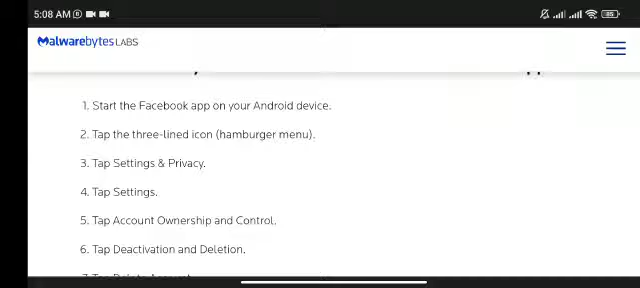 5:08 AM
85
Malwarebytes LABS
1. Start the Facebook app on your Android device.
2. Tap the three-lined icon (hamburger menu).
3. Tap Settings & Privacy.
4. Tap Settings.
5. Tap Account Ownership and Control.
6. Tap Deactivation and Deletion.